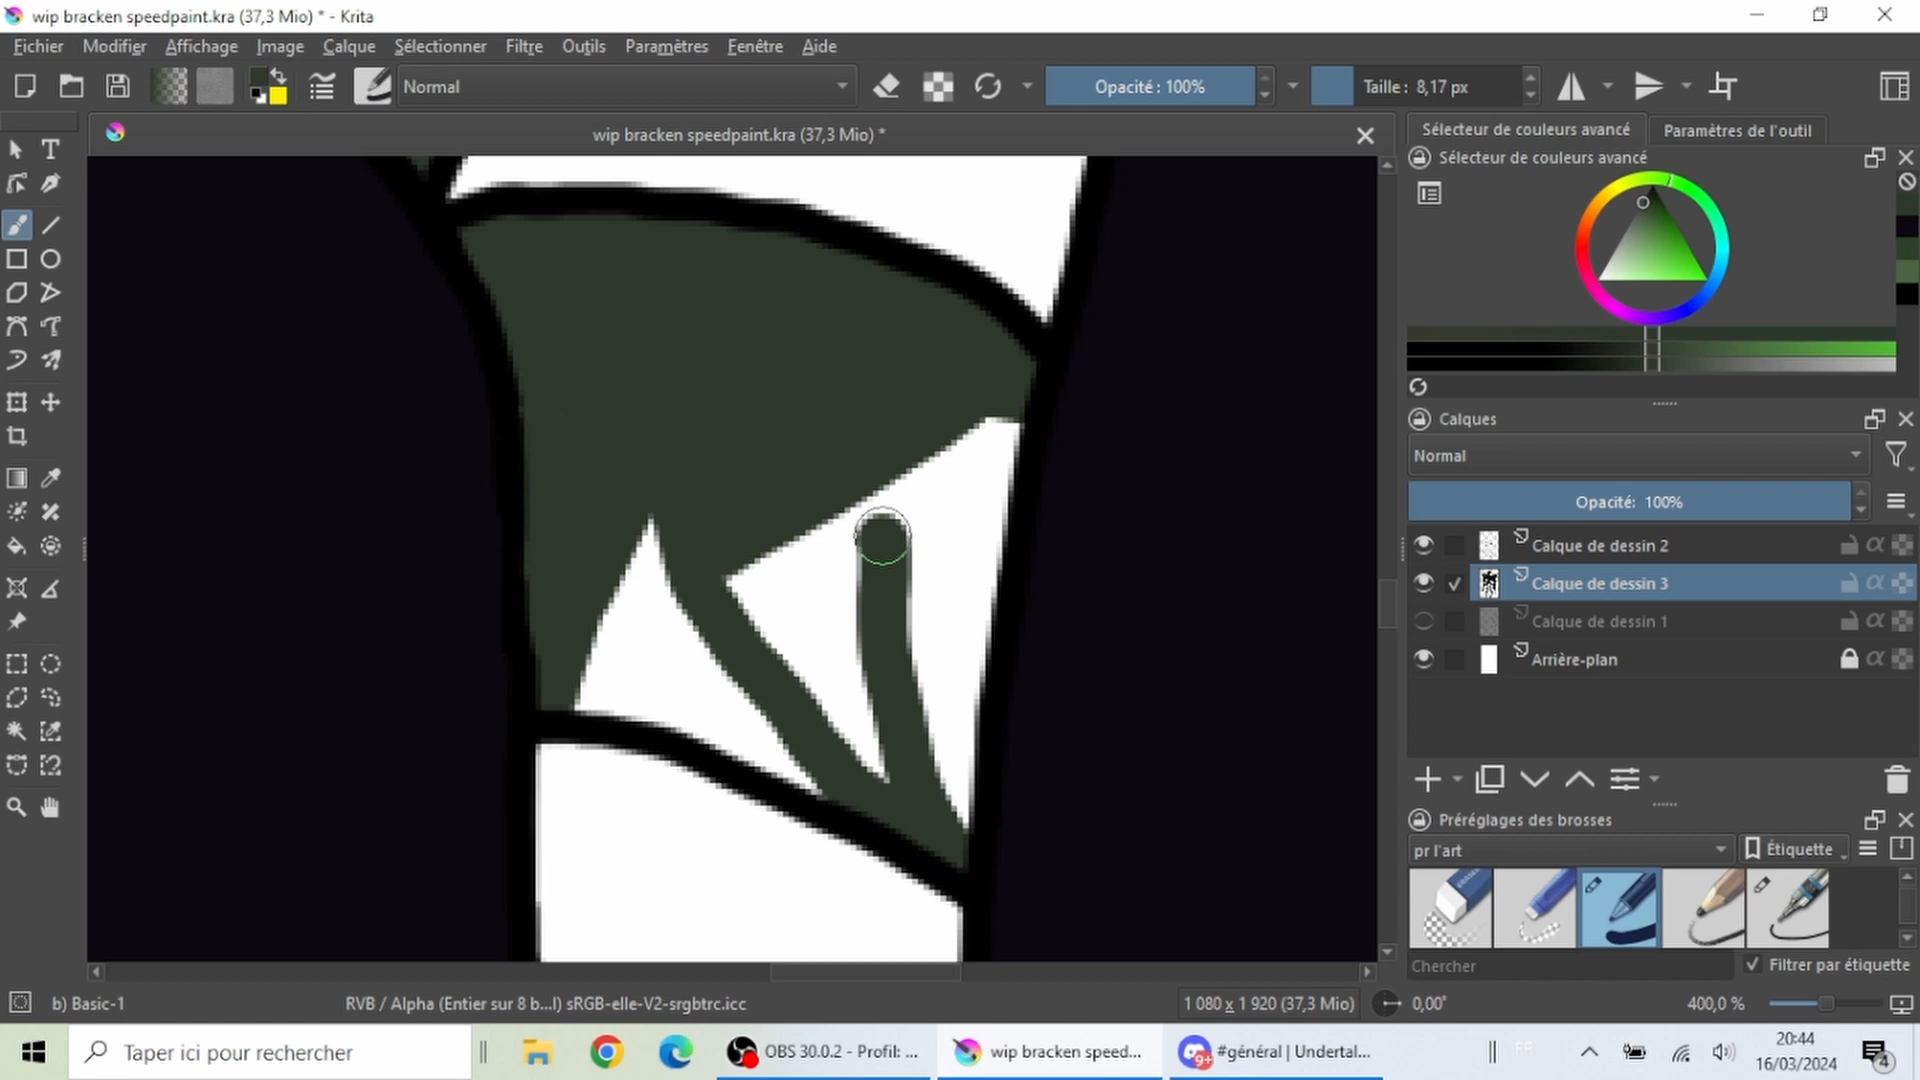 wip bracken speedpaint.kra (37,3 Mio) * - Krita
Fichier Modifier Affichage Image Calque Sélectionner Filtre Outils Paramètres Fenêtre Aide
Normal
Opacité : 100%
Taille : 8,17 px
wip bracken speedpaint.kra (37,3 Mio) *
Sélecteur de couleurs avancé
Paramètres de l'outil
Sélecteur de couleurs avancé
Calques
Normal
Opacité: 100%
Calque de dessin 2
Calque de dessin 3
Calque de dessin 1
Arrière-plan
Préréglages des brosses
pr l'art
Étiquette
Chercher
Filtrer par étiquette
b) Basic-1
RVB / Alpha (Entier sur 8 b...l) sRGB-elle-V2-srgbtrc.icc
1 080 x 1 920 (37,3 Mio)
0,00°
400,0 %
Taper ici pour rechercher
OBS 30.0.2 - Profil: ...
wip bracken speed...
9+
#général | Undertal...
20:44
16/03/2024
4